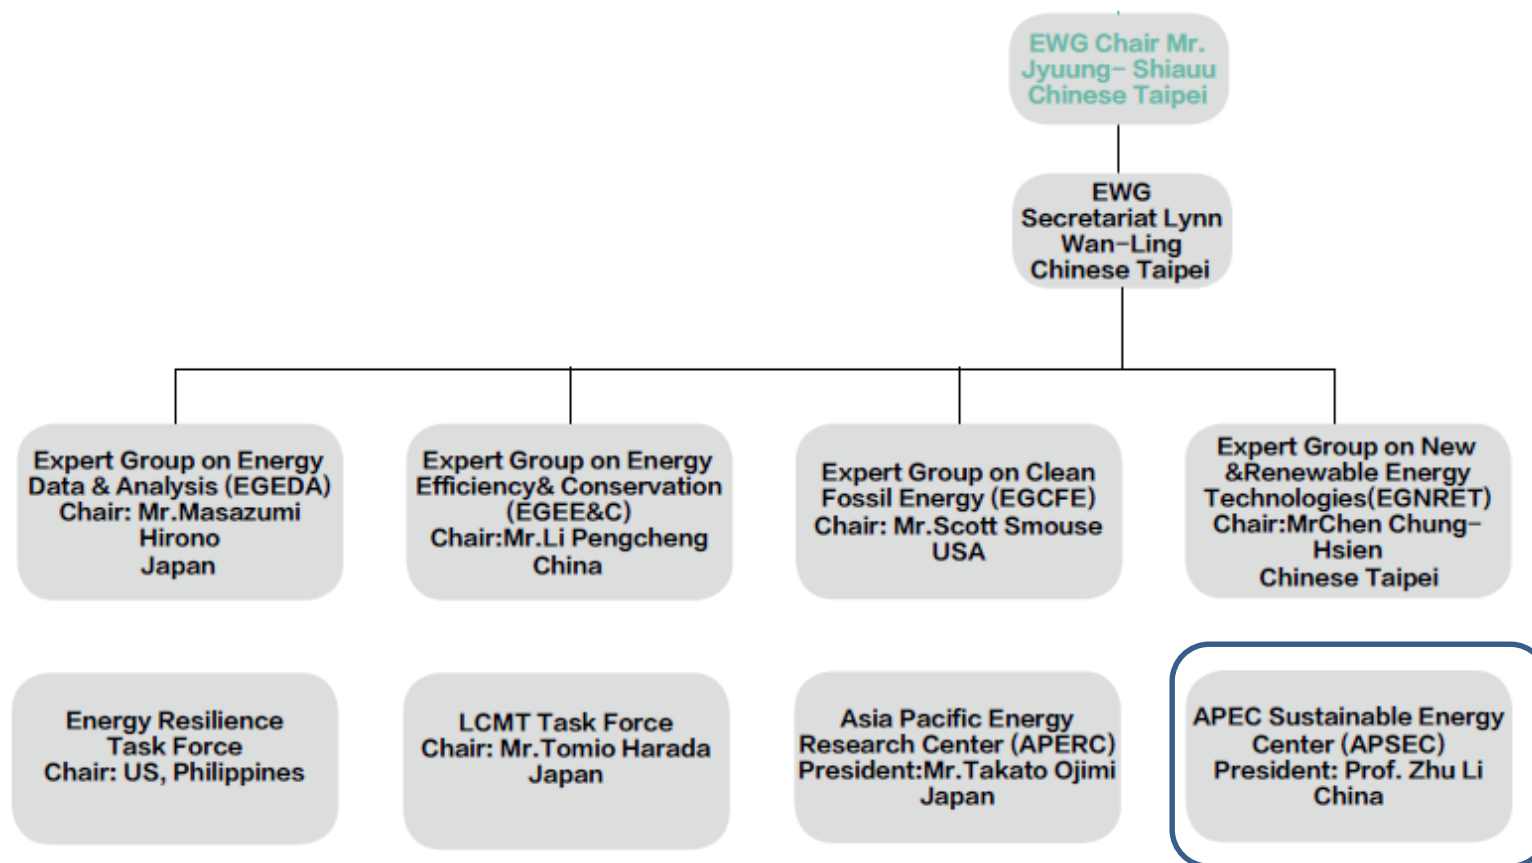 EWG Chair Mr.
Jyuung- Shiauu
Chinese Taipei
EWG
Secretariat Lynn
Wan-Ling
Chinese Taipei
Expert Group on Energy
Data & Analysis (EGEDA)
Chair: Mr.Masazumi
Hirono
Japan
Expert Group on Energy
Efficiency& Conservation
(EGEE&C)
Chair:Mr.Li Pengcheng
China
Expert Group on Clean
Fossil Energy (EGCFE)
Chair: Mr.Scott Smouse
USA
Expert Group on New
&Renewable Energy
Technologies(EGNRET)
Chair:MrChen Chung-
Hsien
Chinese Taipei
Energy Resilience
Task Force
Chair: US, Philippines
LCMT Task Force
Chair: Mr.Tomio Harada
Japan
Asia Pacific Energy
Research Center (APERC)
President:Mr.Takato Ojimi
Japan
APEC Sustainable Energy
Center (APSEC)
President: Prof. Zhu Li
China